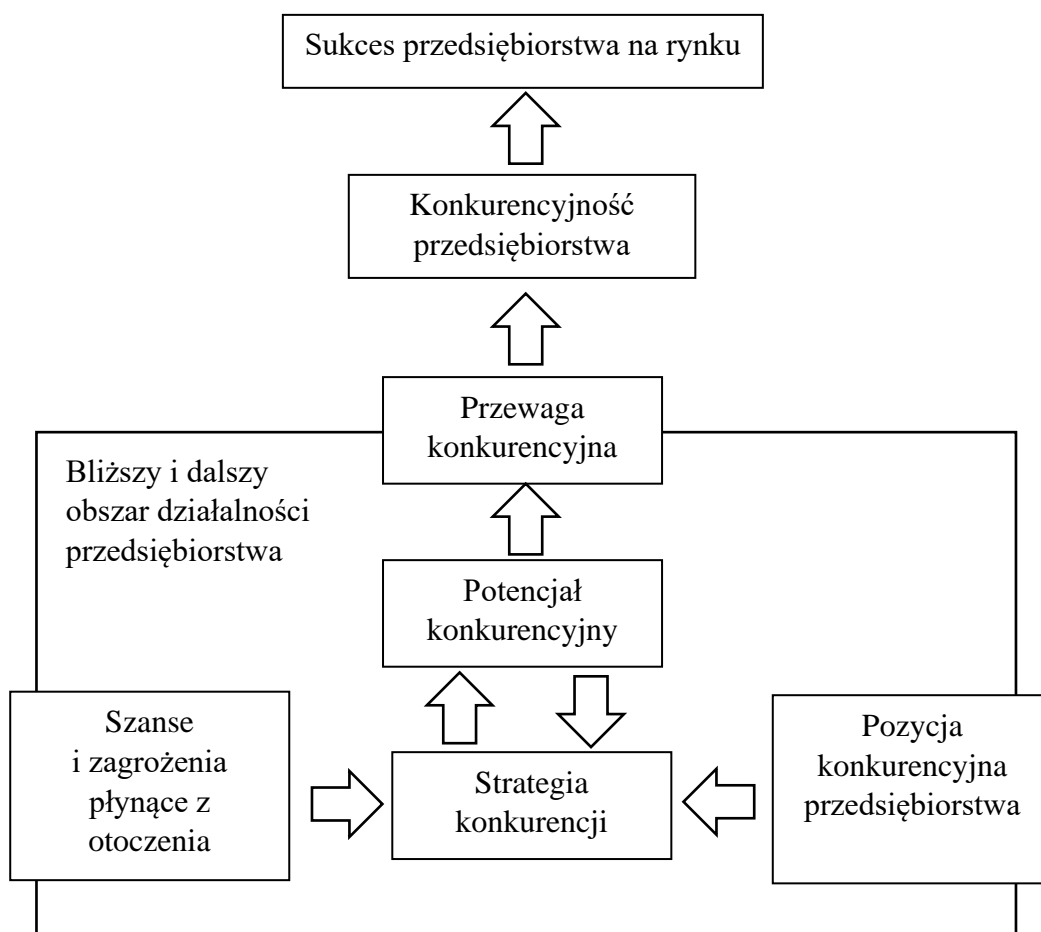 Sukces przedsiębiorstwa na rynku
Konkurencyjność
przedsiębiorstwa
Przewaga
konkurencyjna
Bliższy i dalszy
obszar działalności
przedsiębiorstwa
Potencjał
konkurencyjny
Szanse
i zagrożenia
płynące z
otoczenia
Strategia
konkurencji
Pozycja
konkurencyjna
przedsiębiorstwa